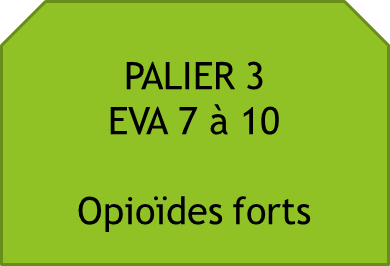 PALIER 3
EVA 7 à 10
Opioïdes forts